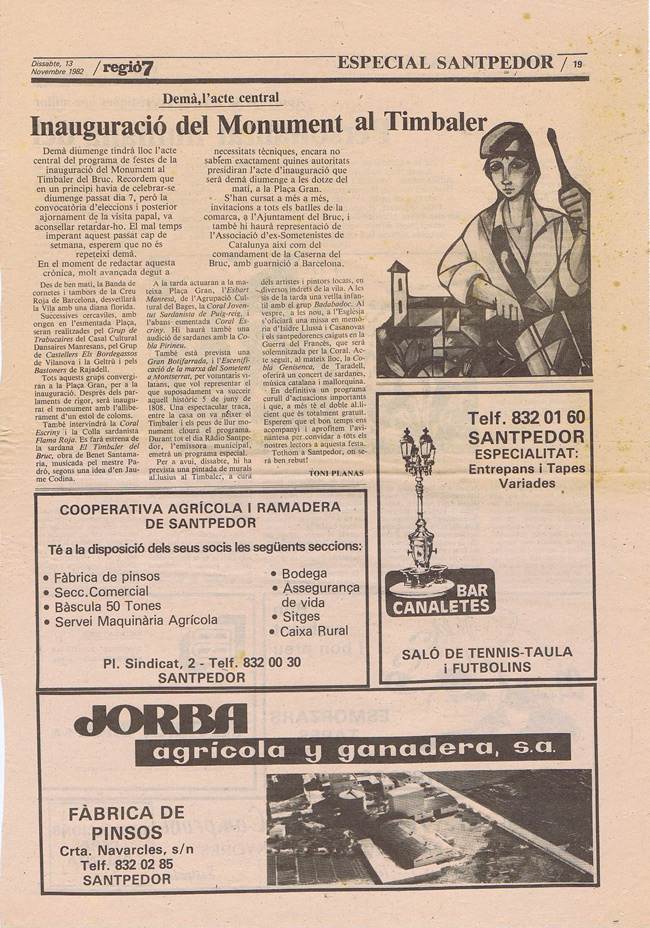 Dissabte, 13
Novembre 1982
/ regió7
ESPECIAL SANTPEDOR / 19
Demà, l'acte central
Inauguració del Monument al Timbaler
Demà diumenge tindrà lloc l'acte
central del programa de festes de la
inauguració del Monument al
Timbaler del Bruc. Recordem que
en un principi havia de celebrar-se
diumenge passat dia 7, però la
convocatòria d'eleccions i posterior
ajornament de la visita papal, va
aconsellar retardar-ho. El mal temps
imperant aquest passat cap de
setmana, esperem que no és
repeteixi demà.
En el moment de redactar aquesta
crònica, molt avançada degut a
necessitats tècniques, encara no
sabíem exactament quines autoritats
presidiran l'acte d'inauguració que
serà demà diumenge a les dotze del
matí, a la Plaça Gran.
S'han cursat a més a més,
invitacions a tots els batlles de la
comarca, a l'Ajuntament del Bruc, i
també hi haurà representació de
l'Associació d'ex-Sometenistes de
Catalunya així com del
comandament de la Caserna del
Bruc, amb guarnició a Barcelona.
Des de ben matí, la Banda de
cornetes i tambors de la Creu
Roja de Barcelona, desvetllarà
la Vila amb una diana florida.
Successives cercaviles, amb
origen en l'esmentada Plaça,
seran realitzades pel Grup de
Trabucaires del Casal Cultural
Dansaires Manresans, pel Grup
de Castellers Els Bordegassos
de Vilanova i la Geltrú i pels
Bastoners de Rajadell.
Tots aquests grups convergi-
ran a la Plaça Gran, per a la
inauguració. Després dels par-
laments de rigor, serà inaugu-
rat el monument amb l'allibe-
rament d'un estol de coloms.
També intervindrà la Coral
Escriny i la Colla sardanista
Flama Roja. Es farà estrena de
la sardana El Timbaler del
Bruc, obra de Benet Santama-
ria, musicada pel mestre Pa-
dró, segons una idea d'en Jau-
me Codina.
A la tarda actuaran a la ma-
teixa Plaça Gran, l'Esbart
Manresà, de l'Agrupació Cultu-
ral del Bages, la Coral Joven-
tut Sardanista de Puig-reig, i
l'abans esmentada Coral Es-
criny. Hi haurà també una
audició de sardanes amb la Co-
bla Pirineu.
També està prevista una
Gran Botifarrada, i l'Escenifi-
cació de la marxa del Sometent
a Montserrat, per voluntaris vi-
latans, que vol representar el
que suposadament va succeir
aquell històric 5 de juny de
1808. Una espectacular traca,
entre la casa on va néixer el
Timbaler i els peus de llur mo-
nument clourà el programa.
Durant tot el dia Ràdio Santpe-
dor, l'emissora municipal,
emetrà un programa especial.
Per a avui, dissabte, hi ha
prevista una pintada de murals
al.lusius al Timbaler, a cura
dels artistes i pintors locas, en
diversos indrets de la vila. A les
sis de la tarda una vetlla infan-
til amb el grup Badabadoc. Al
vespre, a les nou, a l'Església
s'oficiarà una missa en memò-
ria d'Isidre Llussà i Casanovas
i els santpedorencs caiguts en la
Guerra del Francès, que serà
solemnitzada per la Coral. Ac-
te seguit, al mateix lloc, la Co-
bla Genisenca, de Taradell,
oferirà un concert de sardanes,
música catalana i mallorquina.
En definitiva un programa
curull d'actuacions importants
i que, a més té el doble al.li-
cient que és totalment gratuït.
Esperem que el bon temps ens
acompanyi i aprofitem l'avi-
nentesa per convidar a tots els
nostres lectors a aquesta festa.
Tothom a Santpedor, on se-
rà ben rebut!
TONI PLANAS
Telf. 832 01 60
SANTPEDOR
ESPECIALITAT:
Entrepans i Tapes
Variades
BAR
CANALETES
SALÓ DE TENNIS-TAULA
i FUTBOLINS
COOPERATIVA AGRÍCOLA I RAMADERA
DE SANTPEDOR
Té a la disposició dels seus socis les següents seccions:
• Fàbrica de pinsos
• Secc.Comercial
• Bàscula 50 Tones
• Servei Maquinària Agrícola
• Bodega
• Assegurança
de vida
• Sitges
• Caixa Rural
Pl. Sindicat, 2 - Telf. 832 00 30
SANTPEDOR
JORBA
agrícola y ganadera, s.a.
FÀBRICA DE
PINSOS
Crta. Navarcles, s/n
Telf. 832 02 85
SANTPEDOR